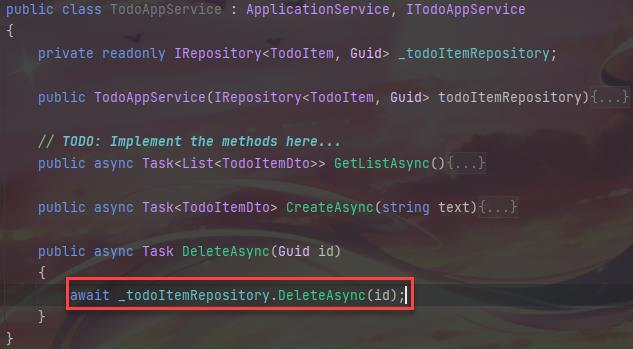 public class TodoAppService : ApplicationService, ITodoAppService
{
private readonly IRepository<TodoItem, Guid> _todoItemRepository;
public TodoAppService(IRepository<TodoItem, Guid> todoItemRepository){...}
// TODO: Implement the methods here...
public async Task<List<TodoItemDto>> GetListAsync(){...}
public async Task<TodoItemDto> CreateAsync(string text){...}
public async Task DeleteAsync(Guid id)
{
await _todoItemRepository.DeleteAsync(id);
}
}